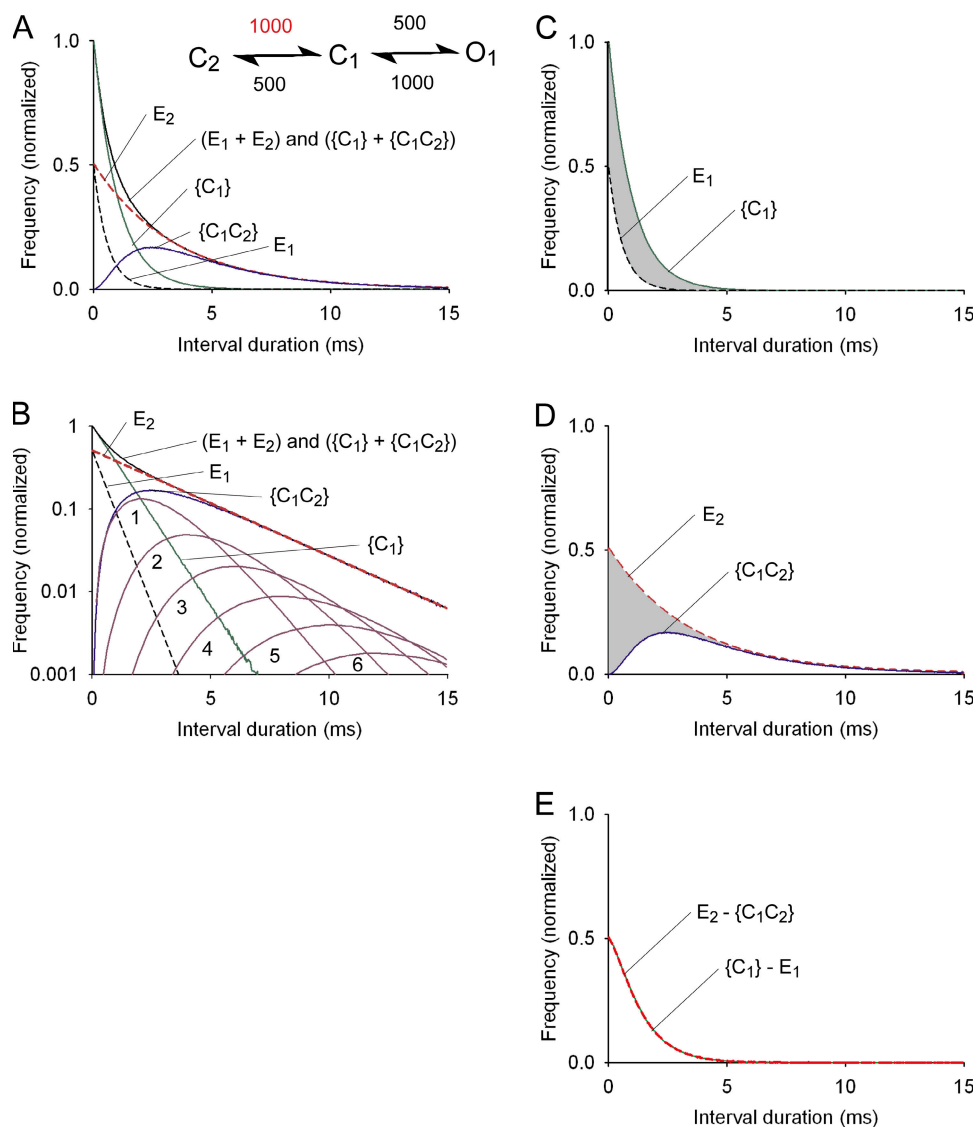 A
1000
500
C2
C1
O1
500
1000
Frequency (normalized)
1.0
0.5
0.0
E2
(E1 + E2) and ({C1} + {C1C2})
{C1}
{C1C2}
E1
0 5 10 15
Interval duration (ms)
B
Frequency (normalized)
1
0.1
0.01
0.001
E2
(E1 + E2) and ({C1} + {C1C2})
E1
{C1C2}
{C1}
1
2
3
4
5
6
0 5 10 15
Interval duration (ms)
C
Frequency (normalized)
1.0
0.5
0.0
E1
{C1}
0 5 10 15
Interval duration (ms)
D
Frequency (normalized)
1.0
0.5
0.0
E2
{C1C2}
0 5 10 15
Interval duration (ms)
E
Frequency (normalized)
1.0
0.5
0.0
E2 - {C1C2}
{C1} - E1
0 5 10 15
Interval duration (ms)